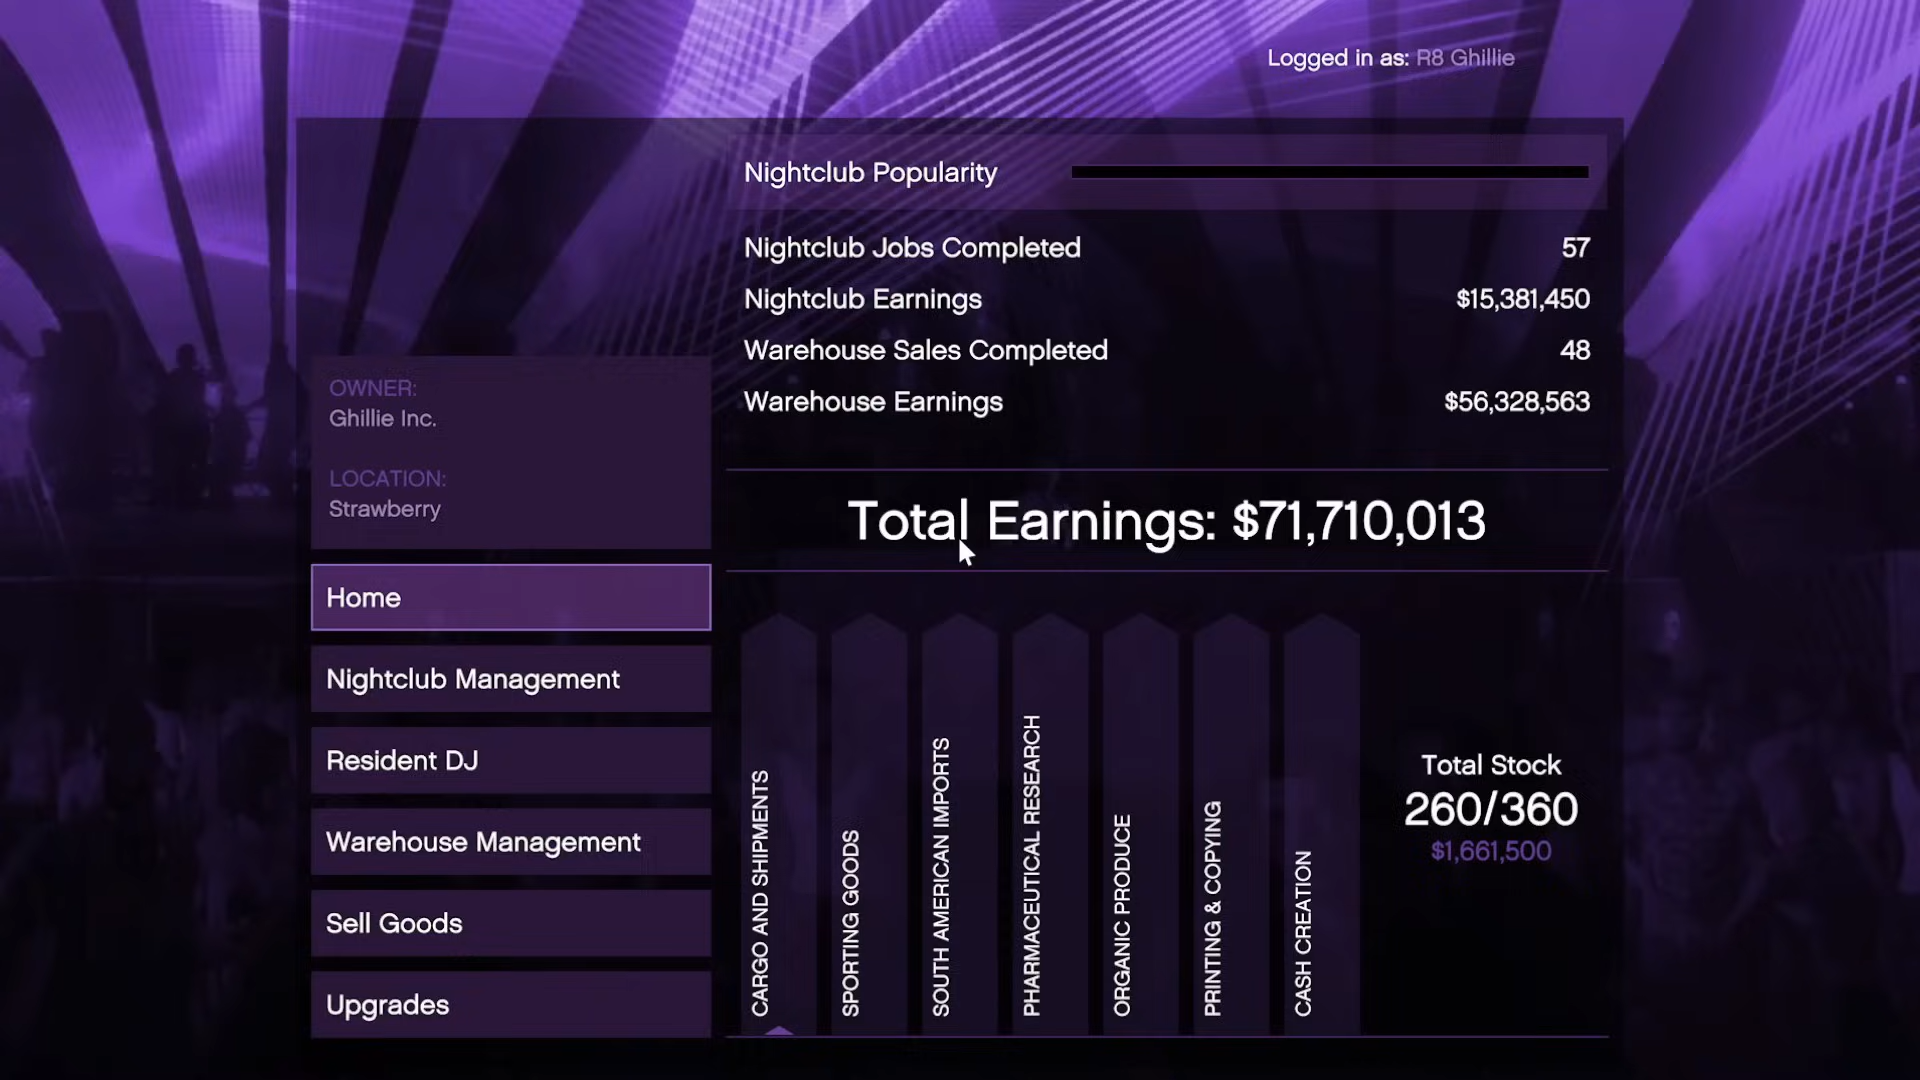 Logged in as: R8 Ghillie
Nightclub Popularity
Nightclub Jobs Completed 57
Nightclub Earnings $15,381,450
Warehouse Sales Completed 48
Warehouse Earnings $56,328,563
Total Earnings: $71,710,013
OWNER:
Ghillie Inc.
LOCATION:
Strawberry
Home
Nightclub Management
Resident DJ
Warehouse Management
Sell Goods
Upgrades
CARGO AND SHIPMENTS
SPORTING GOODS
SOUTH AMERICAN IMPORTS
PHARMACEUTICAL RESEARCH
ORGANIC PRODUCE
PRINTING & COPYING
CASH CREATION
Total Stock
260/360
$1,661,500